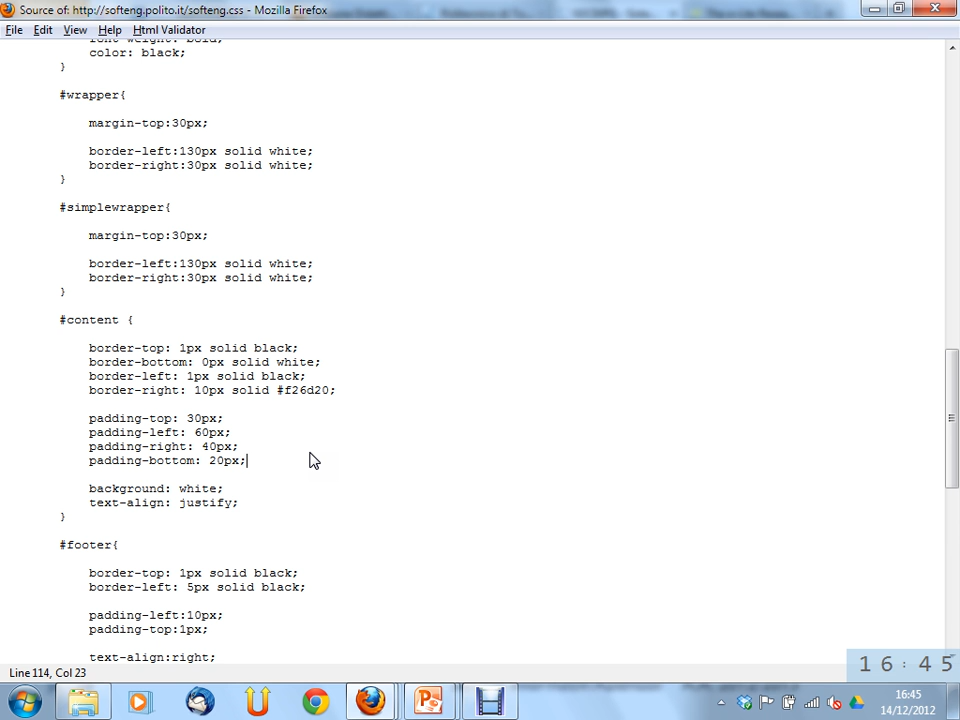 Source of: http://softeng.polito.it/softeng.css - Mozilla Firefox
File Edit View Help Html Validator
font-weight: bold;
color: black;
}
#wrapper{
margin-top:30px;
border-left:130px solid white;
border-right:30px solid white;
}
#simplewrapper{
margin-top:30px;
border-left:130px solid white;
border-right:30px solid white;
}
#content {
border-top: 1px solid black;
border-bottom: 0px solid white;
border-left: 1px solid black;
border-right: 10px solid #f26d20;
padding-top: 30px;
padding-left: 60px;
padding-right: 40px;
padding-bottom: 20px;
background: white;
text-align: justify;
}
#footer{
border-top: 1px solid black;
border-left: 5px solid black;
padding-left:10px;
padding-top:1px;
text-align:right;
Line 114, Col 23
16:45
16:45
14/12/2012